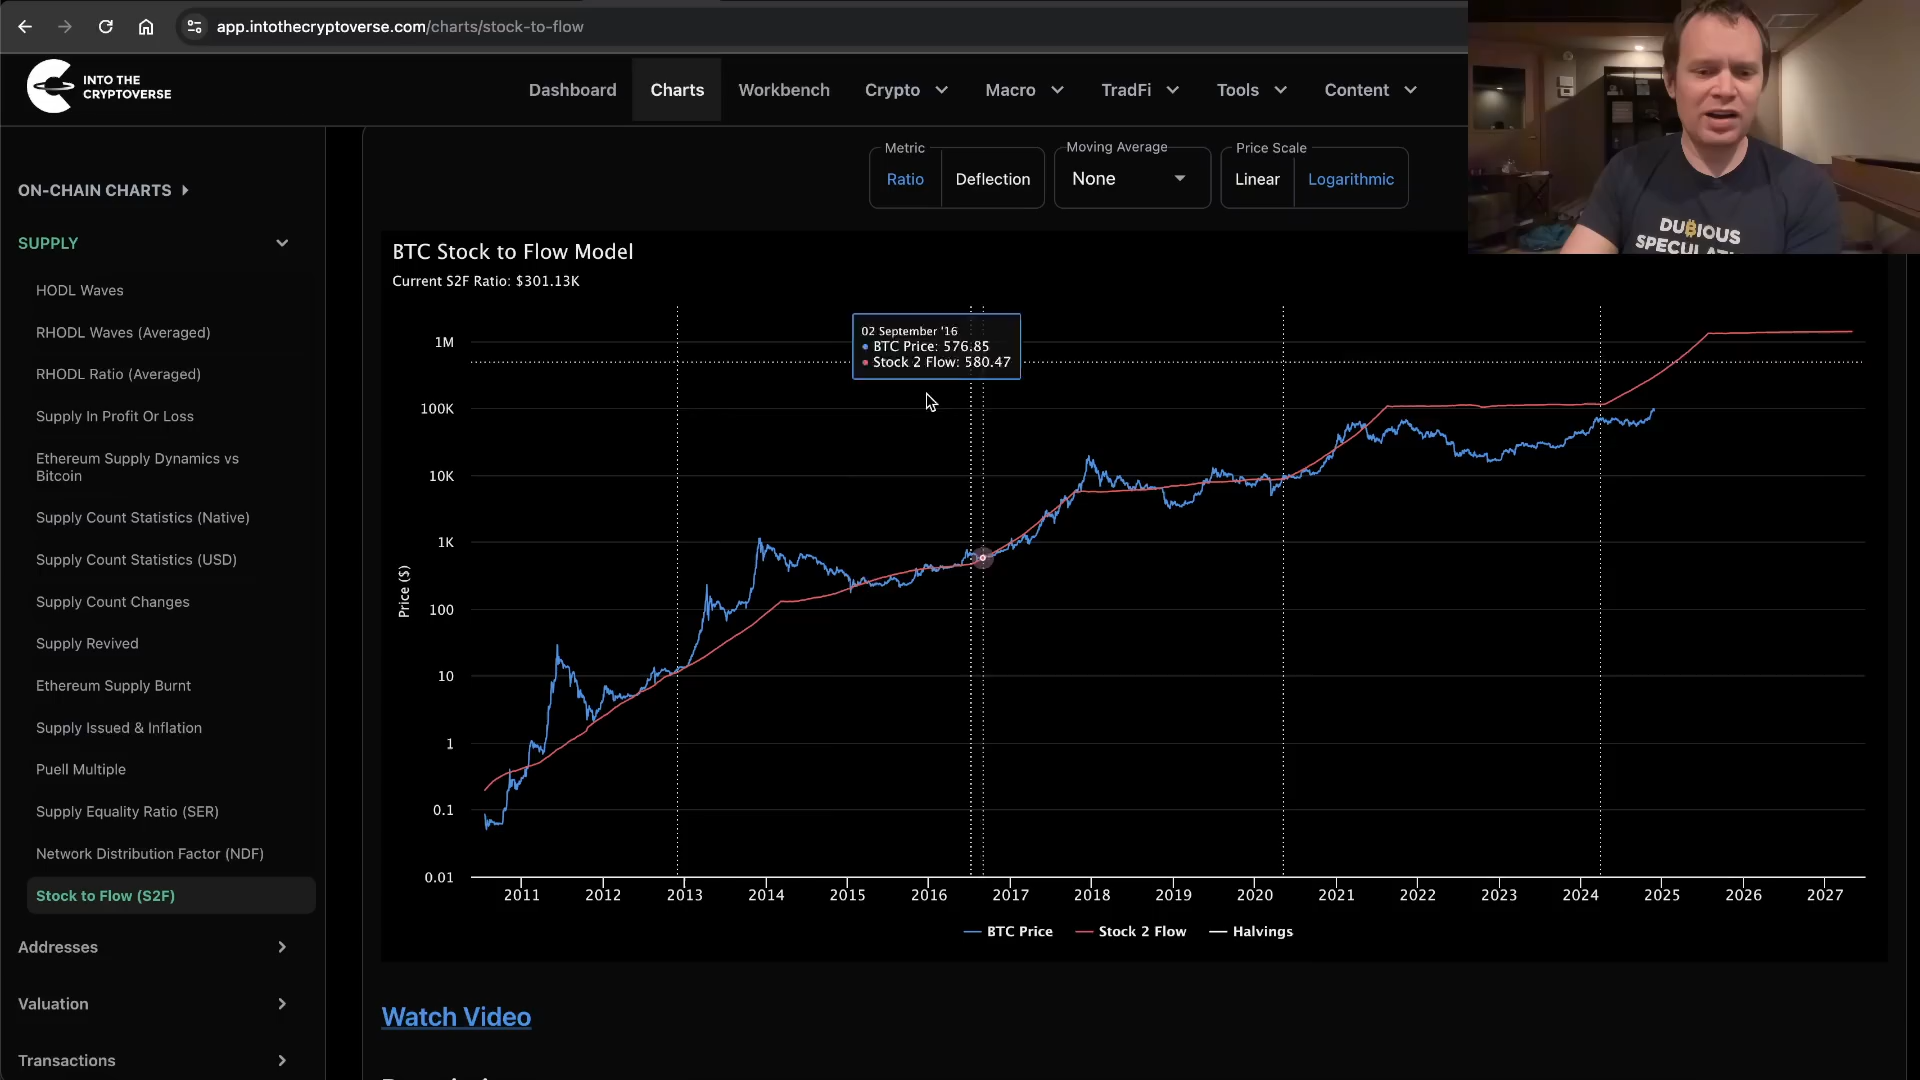 app.intothecryptoverse.com/charts/stock-to-flow
INTO THE
CRYPTOVERSE
Dashboard
Charts
Workbench
Crypto
Macro
TradFi
Tools
Content
DUBIOUS
ON-CHAIN CHARTS
SUPPLY
HODL Waves
RHODL Waves (Averaged)
RHODL Ratio (Averaged)
Supply In Profit Or Loss
Ethereum Supply Dynamics vs
Bitcoin
Supply Count Statistics (Native)
Supply Count Statistics (USD)
Supply Count Changes
Supply Revived
Ethereum Supply Burnt
Supply Issued & Inflation
Puell Multiple
Supply Equality Ratio (SER)
Network Distribution Factor (NDF)
Stock to Flow (S2F)
Addresses
Valuation
Transactions
Metric
Ratio
Deflection
Moving Average
None
Price Scale
Linear
Logarithmic
BTC Stock to Flow Model
Current S2F Ratio: $301.13K
02 September '16
BTC Price: 576.85
Stock 2 Flow: 580.47
Price ($)
1M
100K
10K
1K
100
10
1
0.1
0.01
2011
2012
2013
2014
2015
2016
2017
2018
2019
2020
2021
2022
2023
2024
2025
2026
2027
BTC Price
Stock 2 Flow
Halvings
Watch Video